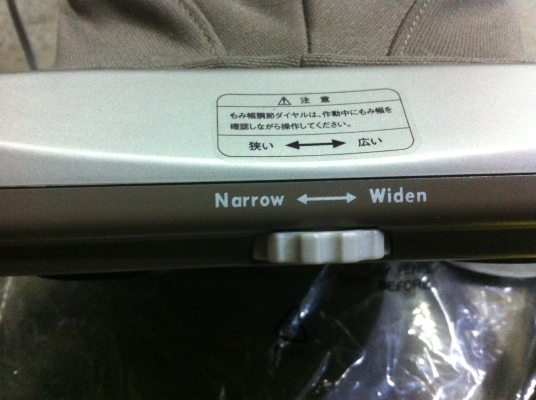 ⚠ 注意
もみ幅調節ダイヤルは、作動中にもみ幅を
確認しながら操作してください。
狭い ⟷ 広い
Narrow ⟷ Widen
BEFORE